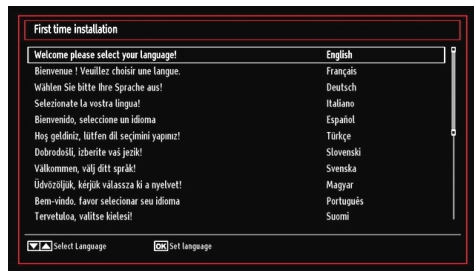 First time installation
Welcome please select your language! English
Bienvenue ! Veuillez choisir une langue. Français
Wählen Sie bitte Ihre Sprache aus! Deutsch
Selezionate la vostra lingua! Italiano
Bienvenido, seleccione un idioma Español
Hoş geldiniz, lütfen dil seçimini yapınız! Türkçe
Dobrodošli, izberite vaš jezik! Slovenski
Välkommen, välj ditt språk! Svenska
Üdvözöljük, kérjük válassza ki a nyelvet! Magyar
Bem-vindo. favor selecionar seu idioma Português
Tervetuloa, valitse kielesi! Suomi
Select Language OK Set language